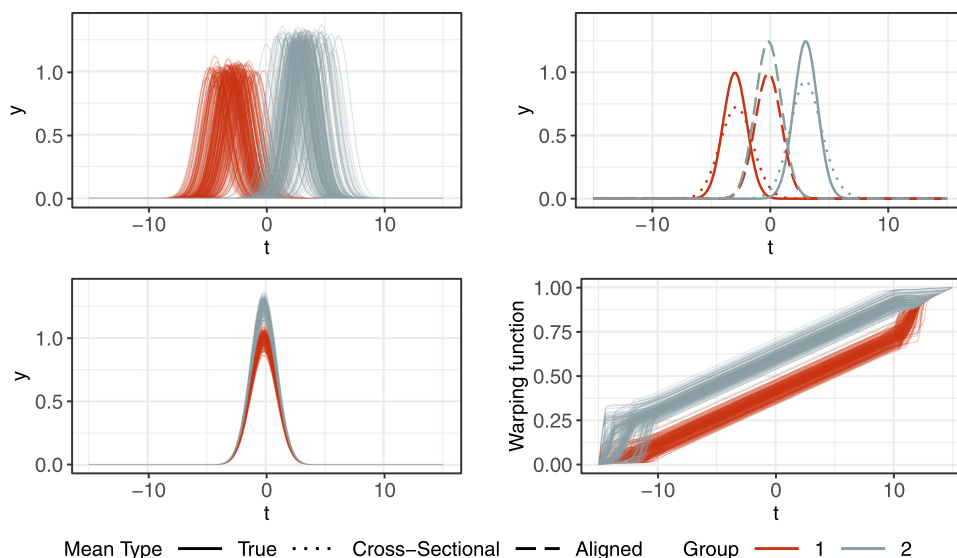 y
1.0
0.5
0.0
−10 0 10
t
y
1.0
0.5
0.0
−10 0 10
t
y
1.0
0.5
0.0
−10 0 10
t
Warping function
1.00
0.75
0.50
0.25
0.00
−10 0 10
t
Mean Type True Cross−Sectional Aligned Group 1 2